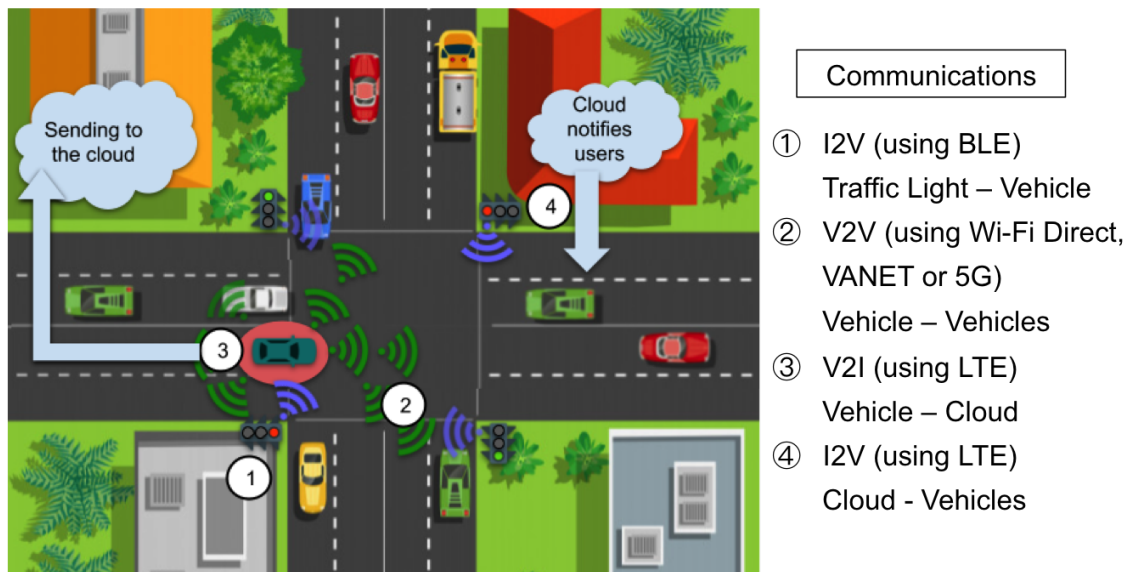 Sending to
the cloud
Cloud
notifies
users
4
3
2
1
Communications
① I2V (using BLE)
Traffic Light – Vehicle
② V2V (using Wi-Fi Direct,
VANET or 5G)
Vehicle – Vehicles
③ V2I (using LTE)
Vehicle – Cloud
④ I2V (using LTE)
Cloud - Vehicles